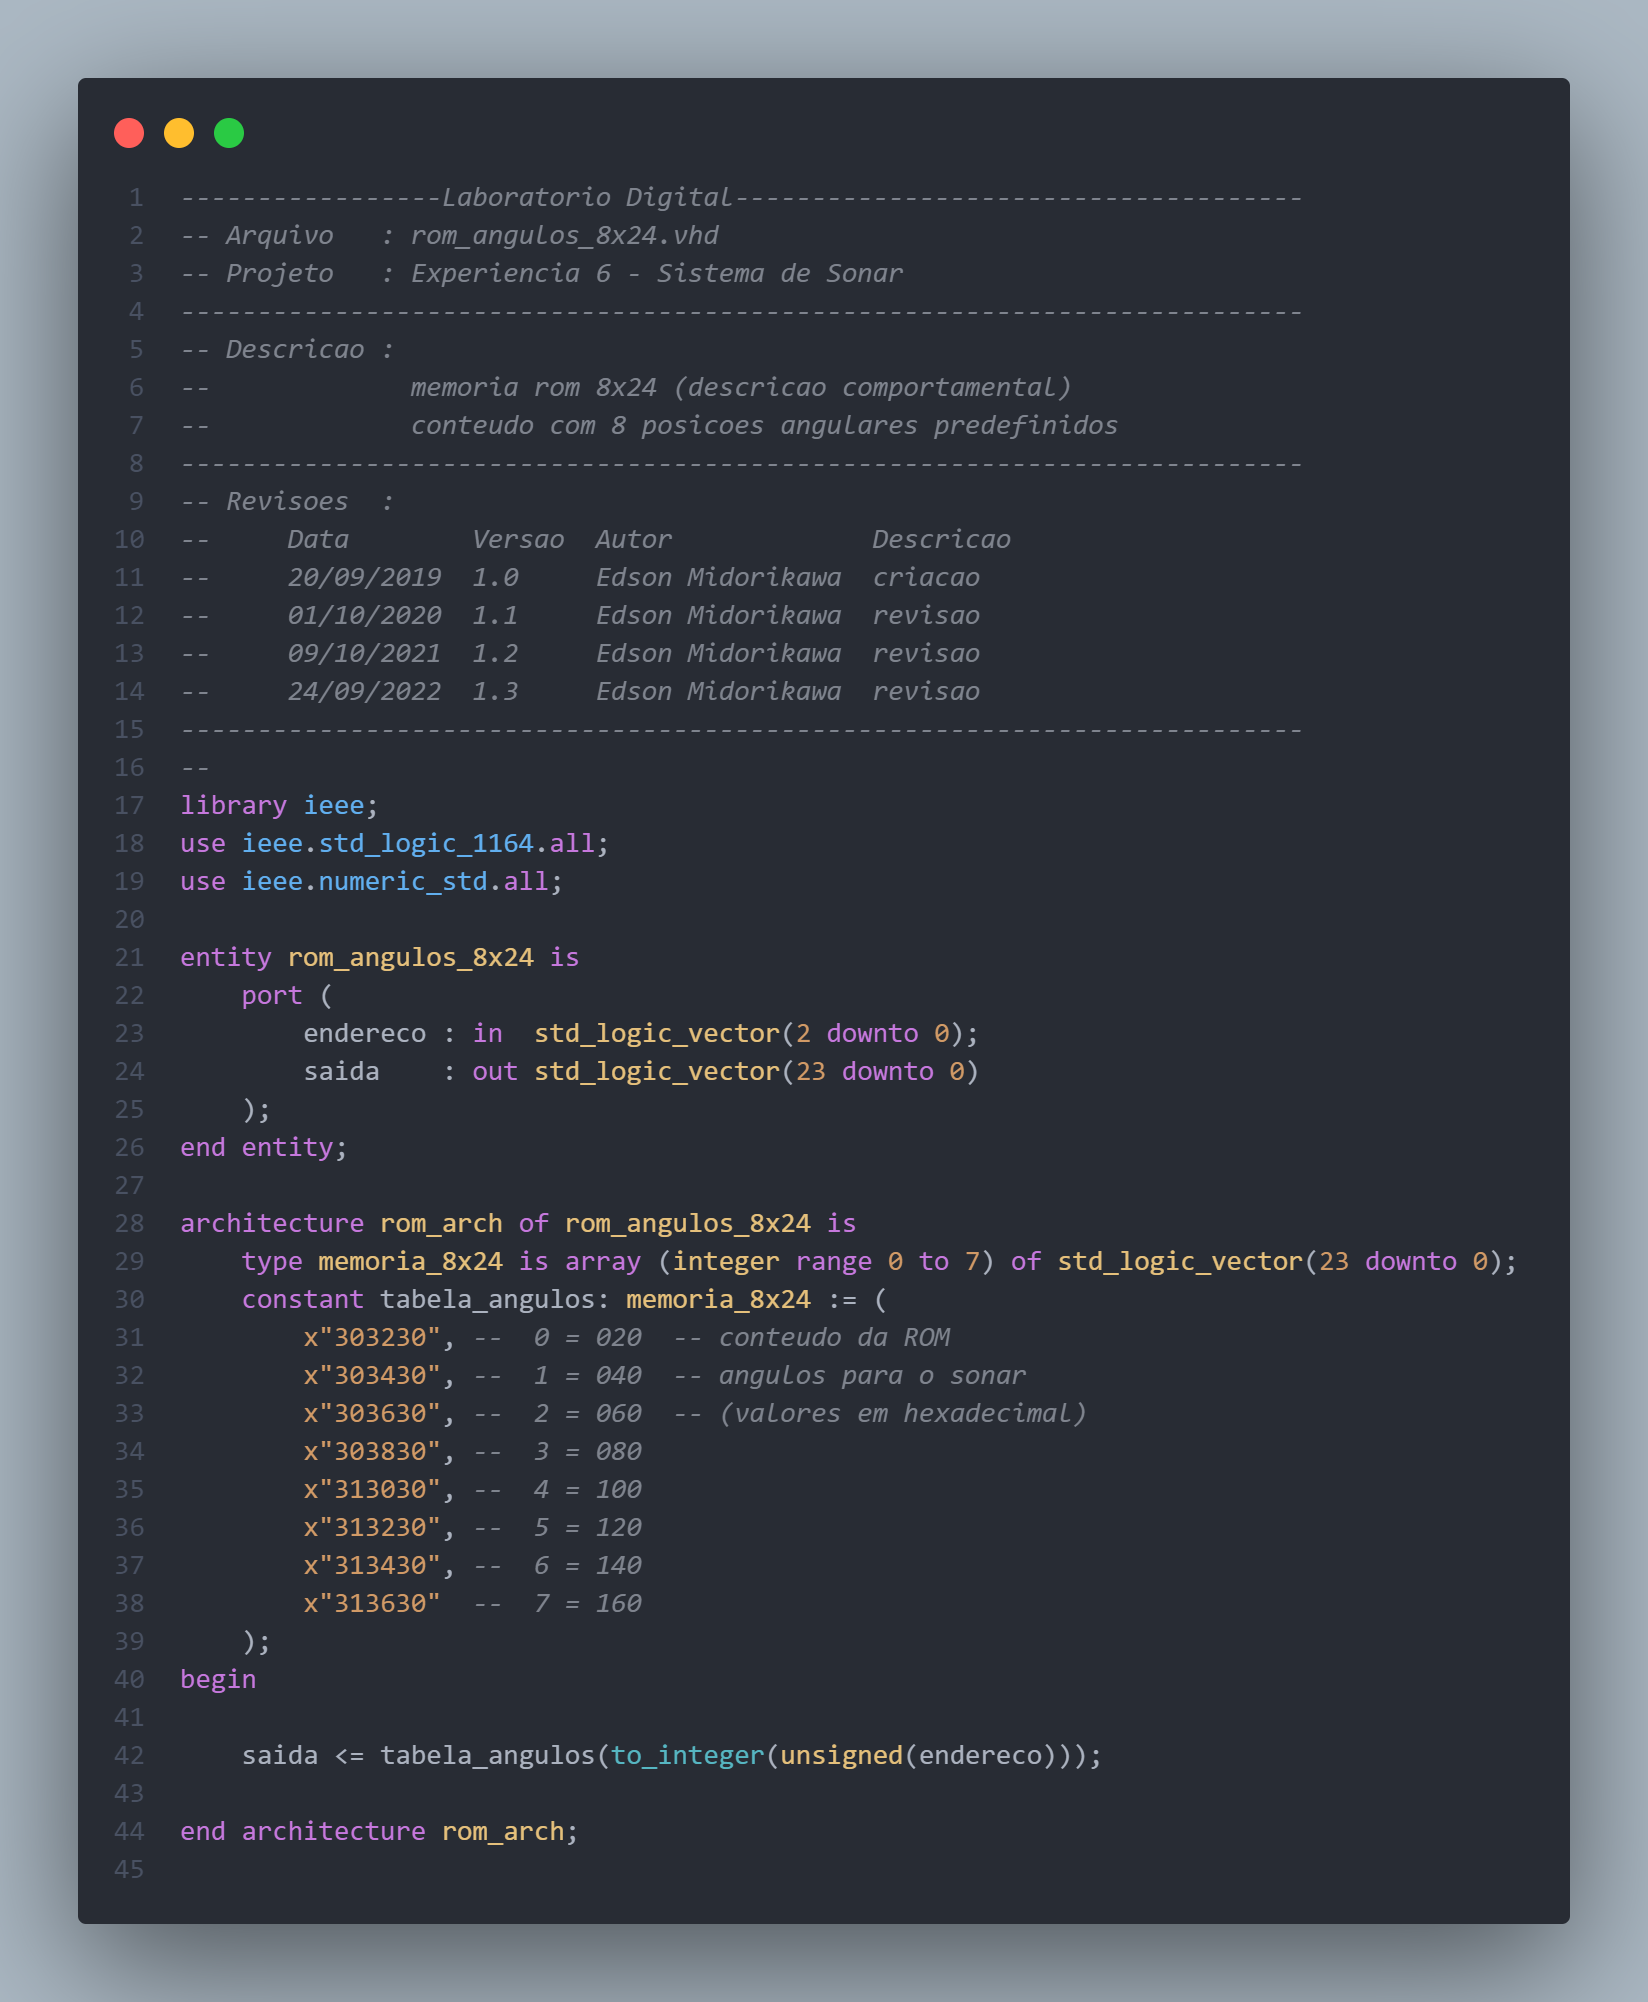 1 -----------------Laboratorio Digital-------------------------------------
2 -- Arquivo   : rom_angulos_8x24.vhd
3 -- Projeto   : Experiencia 6 - Sistema de Sonar
4 -------------------------------------------------------------------------
5 -- Descricao :
6 --             memoria rom 8x24 (descricao comportamental)
7 --             conteudo com 8 posicoes angulares predefinidos
8 -------------------------------------------------------------------------
9 -- Revisoes  :
10 --     Data        Versao  Autor             Descricao
11 --     20/09/2019  1.0     Edson Midorikawa  criacao
12 --     01/10/2020  1.1     Edson Midorikawa  revisao
13 --     09/10/2021  1.2     Edson Midorikawa  revisao
14 --     24/09/2022  1.3     Edson Midorikawa  revisao
15 -------------------------------------------------------------------------
16 --
17 library ieee;
18 use ieee.std_logic_1164.all;
19 use ieee.numeric_std.all;
20
21 entity rom_angulos_8x24 is
22     port (
23         endereco : in  std_logic_vector(2 downto 0);
24         saida    : out std_logic_vector(23 downto 0)
25     );
26 end entity;
27
28 architecture rom_arch of rom_angulos_8x24 is
29     type memoria_8x24 is array (integer range 0 to 7) of std_logic_vector(23 downto 0);
30     constant tabela_angulos: memoria_8x24 := (
31         x"303230", --  0 = 020  -- conteudo da ROM
32         x"303430", --  1 = 040  -- angulos para o sonar
33         x"303630", --  2 = 060  -- (valores em hexadecimal)
34         x"303830", --  3 = 080
35         x"313030", --  4 = 100
36         x"313230", --  5 = 120
37         x"313430", --  6 = 140
38         x"313630"  --  7 = 160
39     );
40 begin
41
42     saida <= tabela_angulos(to_integer(unsigned(endereco)));
43
44 end architecture rom_arch;
45